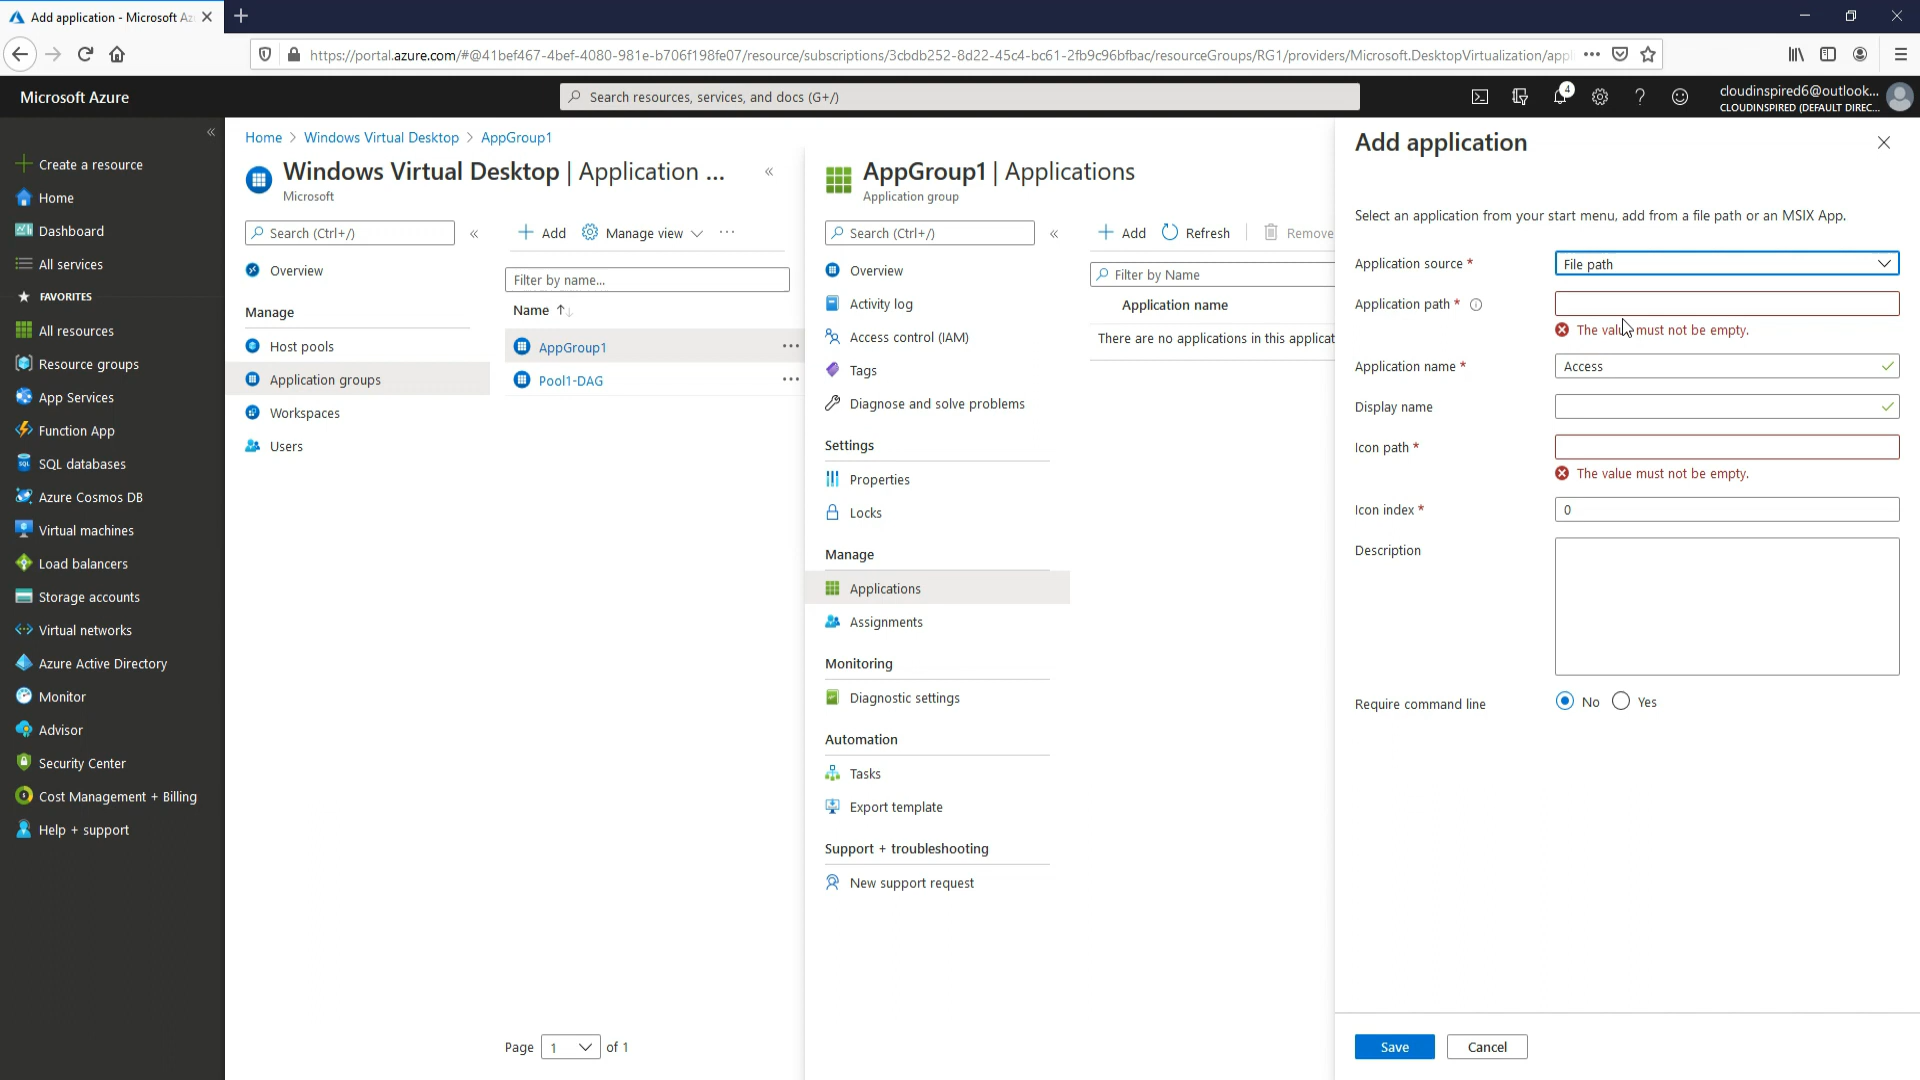 Add application - Microsoft Az
https://portal.azure.com/#@41bef467-4bef-4080-981e-b706f198fe07/resource/subscriptions/3cbdb252-8d22-45c4-bc61-2fb9c96bfbac/resourceGroups/RG1/providers/Microsoft.DesktopVirtualization/appl
Microsoft Azure
Search resources, services, and docs (G+/)
4
cloudinspired6@outlook...
CLOUDINSPIRED (DEFAULT DIREC...
Create a resource
Home
Dashboard
All services
FAVORITES
All resources
Resource groups
App Services
Function App
SQL databases
Azure Cosmos DB
Virtual machines
Load balancers
Storage accounts
Virtual networks
Azure Active Directory
Monitor
Advisor
Security Center
Cost Management + Billing
Help + support
Home > Windows Virtual Desktop > AppGroup1
Windows Virtual Desktop | Application ...
Microsoft
Search (Ctrl+/)
Overview
Manage
Host pools
Application groups
Workspaces
Users
Add
Manage view
Filter by name...
Name
AppGroup1
Pool1-DAG
Page 1 of 1
AppGroup1 | Applications
Application group
Search (Ctrl+/)
Overview
Activity log
Access control (IAM)
Tags
Diagnose and solve problems
Settings
Properties
Locks
Manage
Applications
Assignments
Monitoring
Diagnostic settings
Automation
Tasks
Export template
Support + troubleshooting
New support request
Add
Refresh
Remove
Filter by Name
Application name
There are no applications in this applicat
Add application
Select an application from your start menu, add from a file path or an MSIX App.
Application source *
File path
Application path *
The value must not be empty.
Application name *
Access
Display name
Icon path *
The value must not be empty.
Icon index *
0
Description
Require command line
No
Yes
Save
Cancel